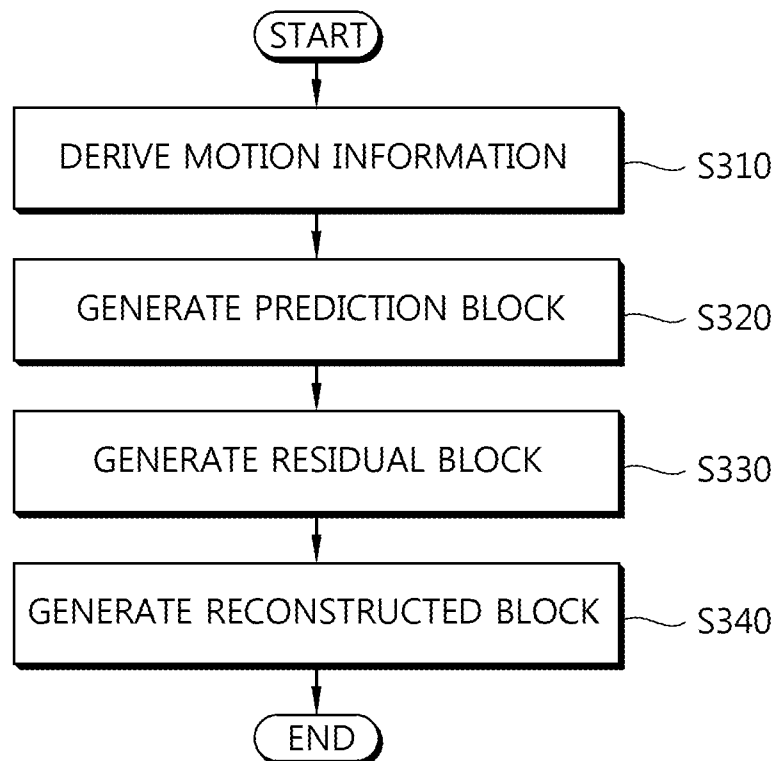 START
DERIVE MOTION INFORMATION
S310
GENERATE PREDICTION BLOCK
S320
GENERATE RESIDUAL BLOCK
S330
GENERATE RECONSTRUCTED BLOCK
S340
END